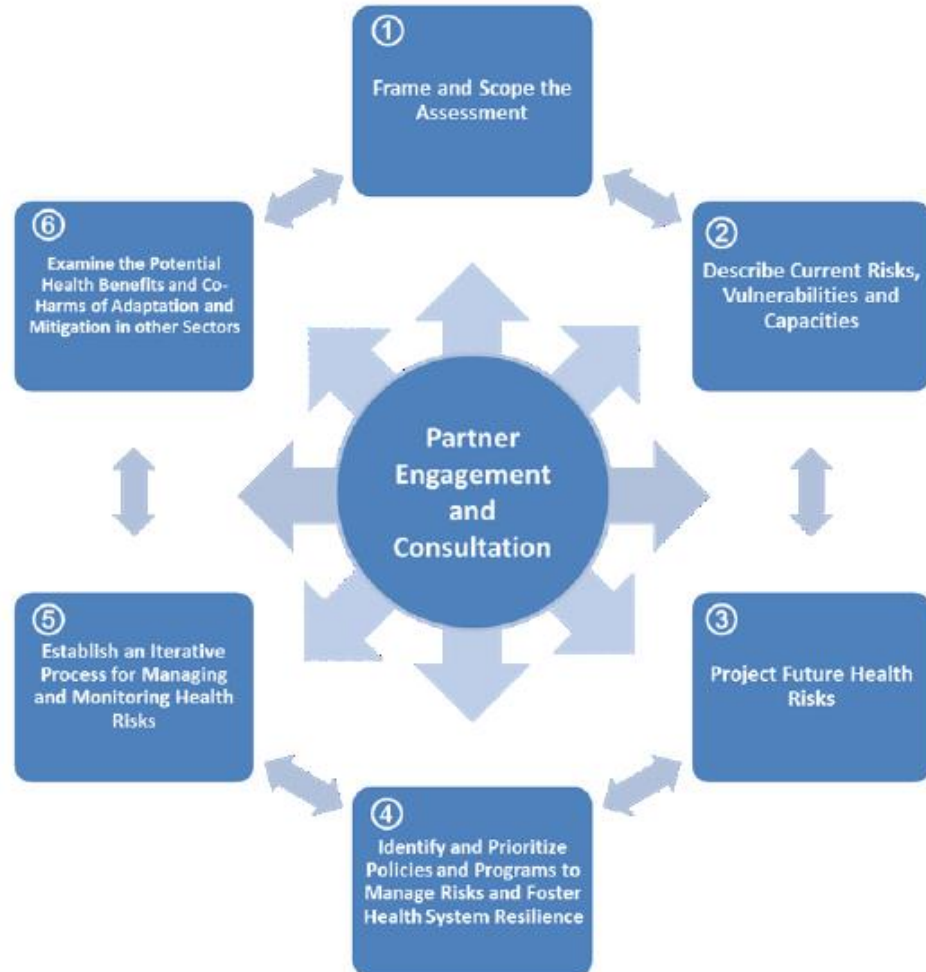 ①
Frame and Scope the
Assessment
②
Describe Current Risks,
Vulnerabilities and
Capacities
③
Project Future Health
Risks
④
Identify and Prioritize
Policies and Programs to
Manage Risks and Foster
Health System Resilience
⑤
Establish an Iterative
Process for Managing
and Monitoring Health
Risks
⑥
Examine the Potential
Health Benefits and Co-
Harms of Adaptation and
Mitigation in other Sectors
Partner
Engagement
and
Consultation